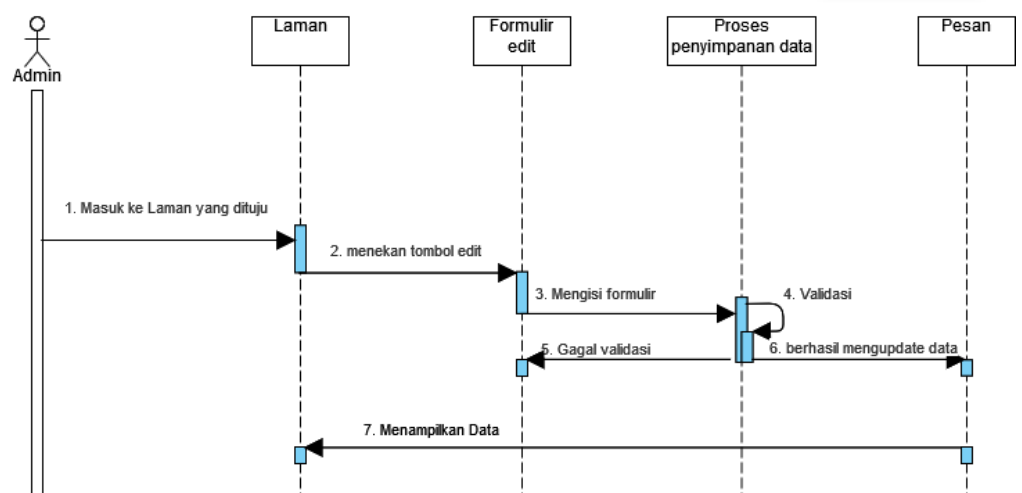 Admin
Laman
Formulir
edit
Proses
penyimpanan data
Pesan
1. Masuk ke Laman yang dituju
2. menekan tombol edit
3. Mengisi formulir
4. Validasi
5. Gagal validasi
6. berhasil mengupdate data
7. Menampilkan Data